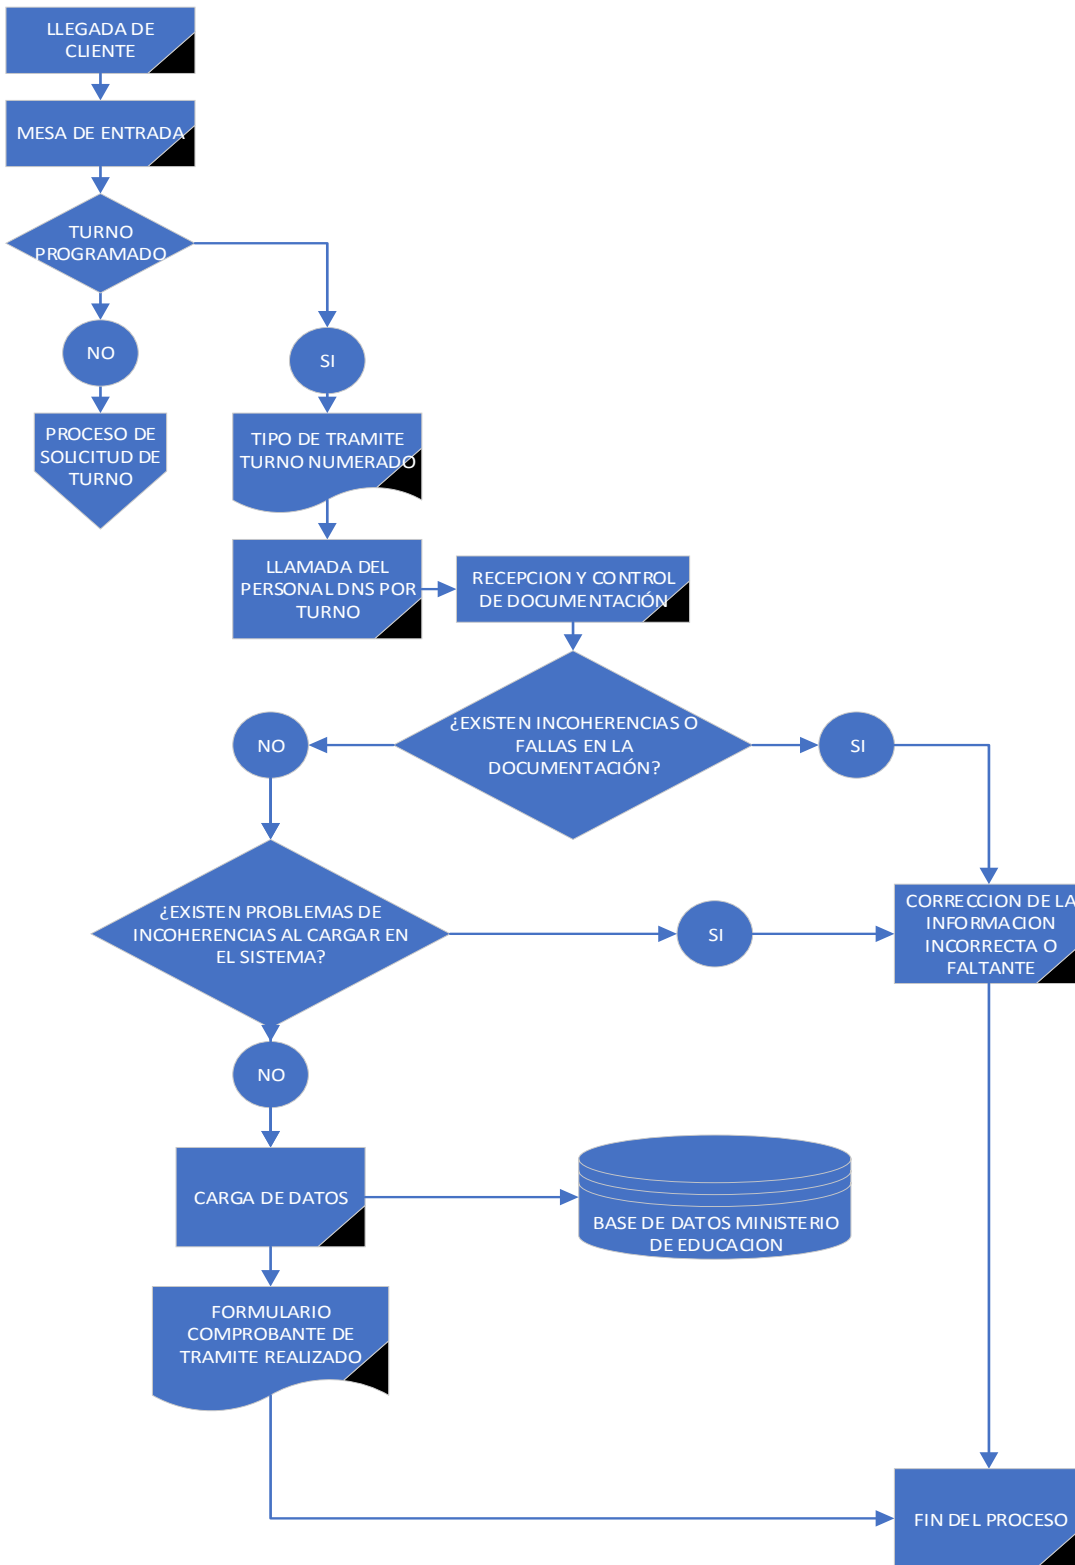 LLEGADA DE
CLIENTE
MESA DE ENTRADA
TURNO
PROGRAMADO
NO
SI
PROCESO DE
SOLICITUD DE
TURNO
TIPO DE TRAMITE
TURNO NUMERADO
LLAMADA DEL
PERSONAL DNS POR
TURNO
RECEPCION Y CONTROL
DE DOCUMENTACIÓN
¿EXISTEN INCOHERENCIAS O
FALLAS EN LA
DOCUMENTACIÓN?
NO
SI
¿EXISTEN PROBLEMAS DE
INCOHERENCIAS AL CARGAR EN
EL SISTEMA?
SI
CORRECCION DE LA
INFORMACION
INCORRECTA O
FALTANTE
NO
CARGA DE DATOS
BASE DE DATOS MINISTERIO
DE EDUCACION
FORMULARIO
COMPROBANTE DE
TRAMITE REALIZADO
FIN DEL PROCESO